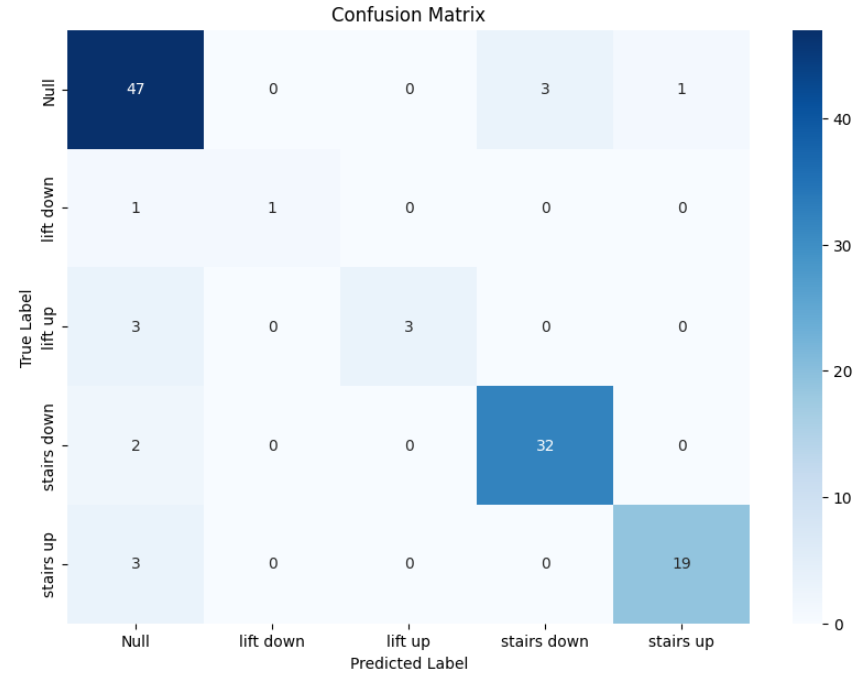 Confusion Matrix
True Label
Null 47 0 0 3 1
lift down 1 1 0 0 0
lift up 3 0 3 0 0
stairs down 2 0 0 32 0
stairs up 3 0 0 0 19
Null lift down lift up stairs down stairs up
Predicted Label
40
30
20
10
0